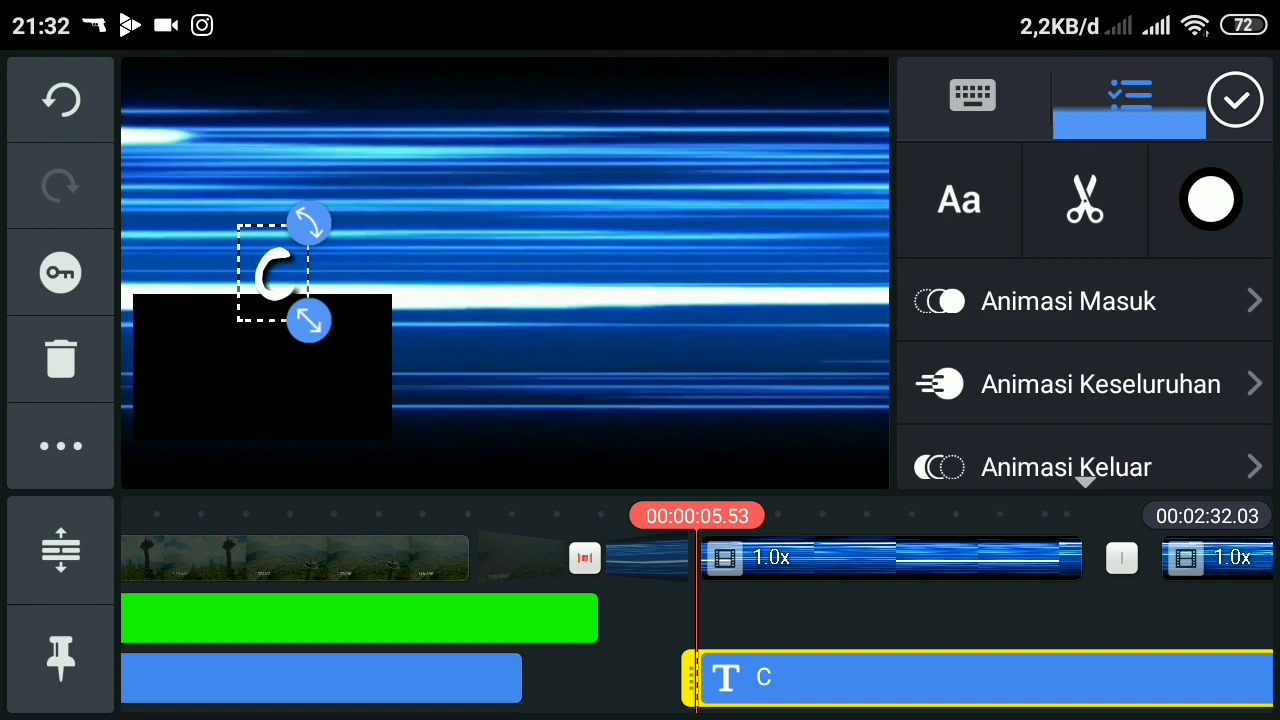 21:32
2,2KB/d
72
Aa
C
Animasi Masuk
Animasi Keseluruhan
Animasi Keluar
00:00:05.53
00:02:32.03
1.0x
1.0x
T C